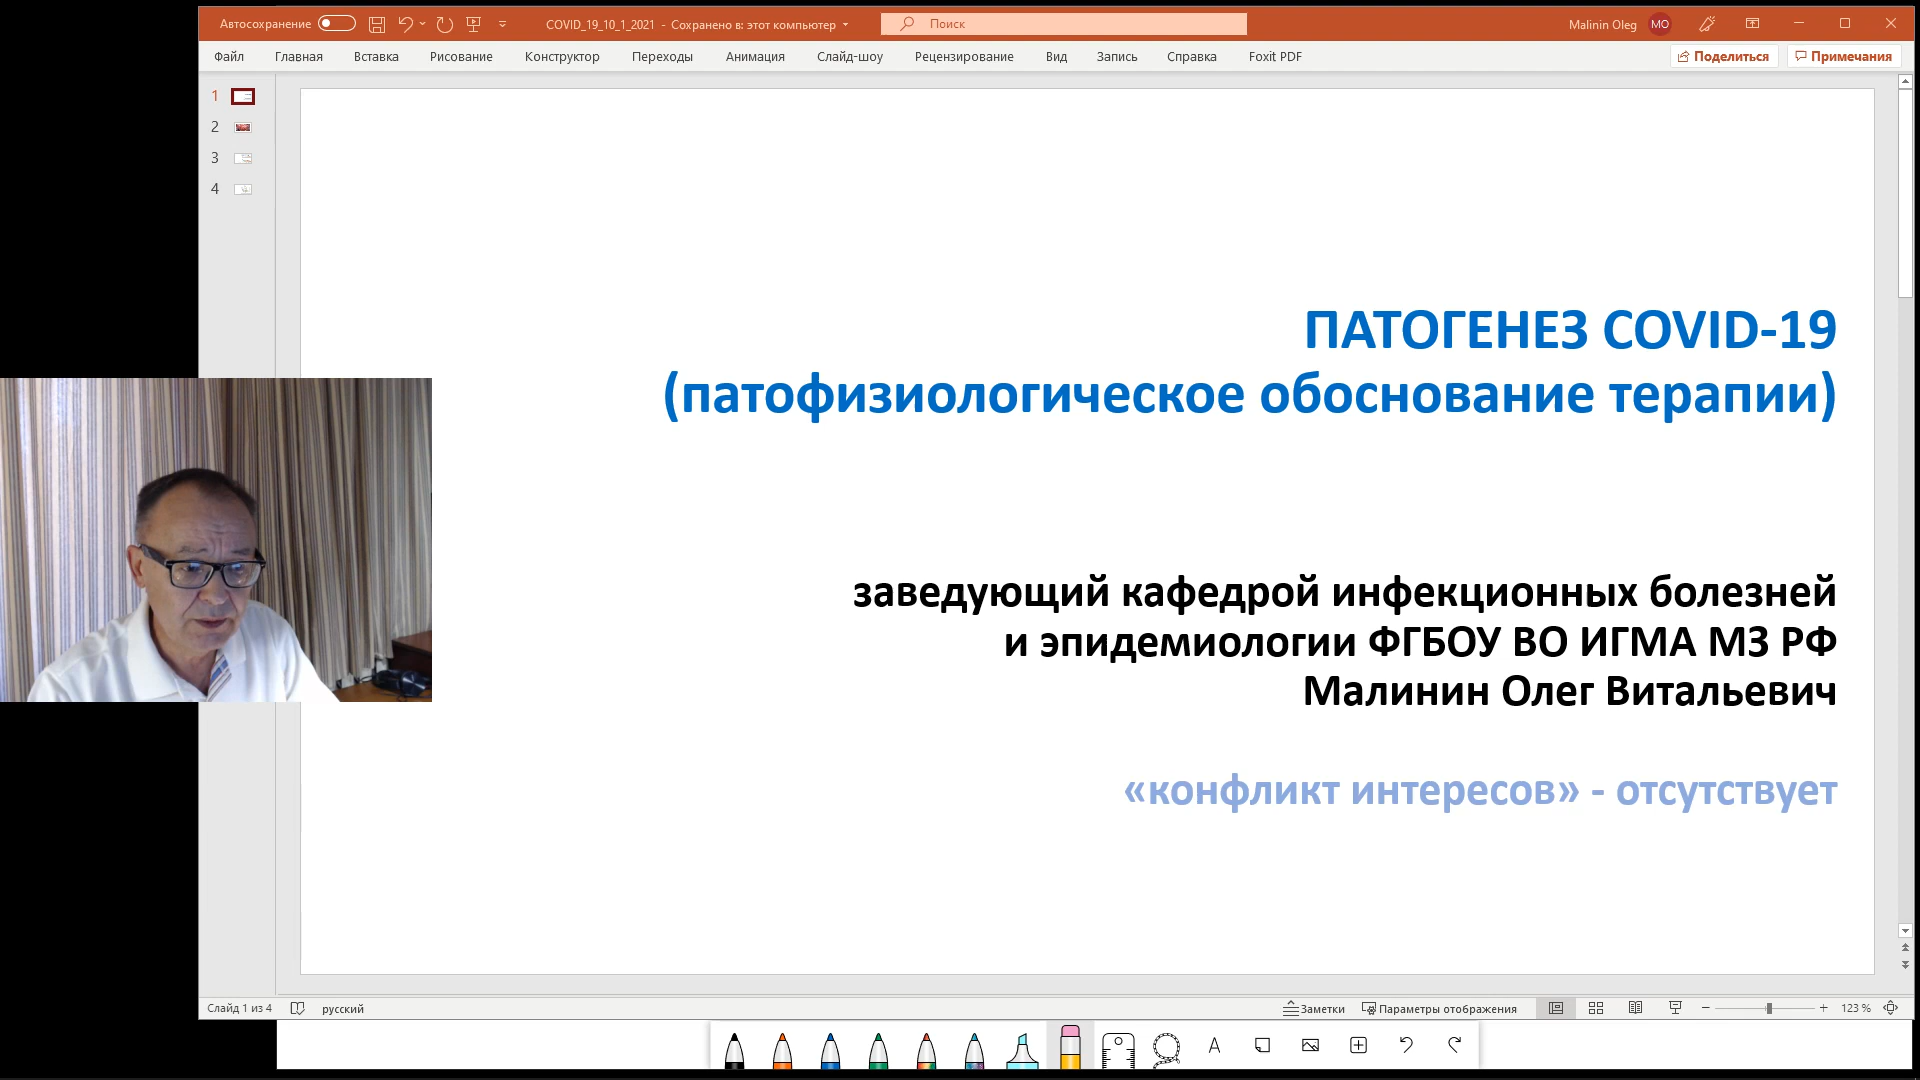 Автосохранение
COVID_19_10_1_2021 - Сохранено в: этот компьютер
Поиск
Malinin Oleg
MO
Файл Главная Вставка Рисование Конструктор Переходы Анимация Слайд-шоу Рецензирование Вид Запись Справка Foxit PDF
Поделиться
Примечания
1
2
3
4
ПАТОГЕНЕЗ COVID-19
(патофизиологическое обоснование терапии)
заведующий кафедрой инфекционных болезней
и эпидемиологии ФГБОУ ВО ИГМА МЗ РФ
Малинин Олег Витальевич
«конфликт интересов» - отсутствует
Слайд 1 из 4
русский
Заметки
Параметры отображения
123 %